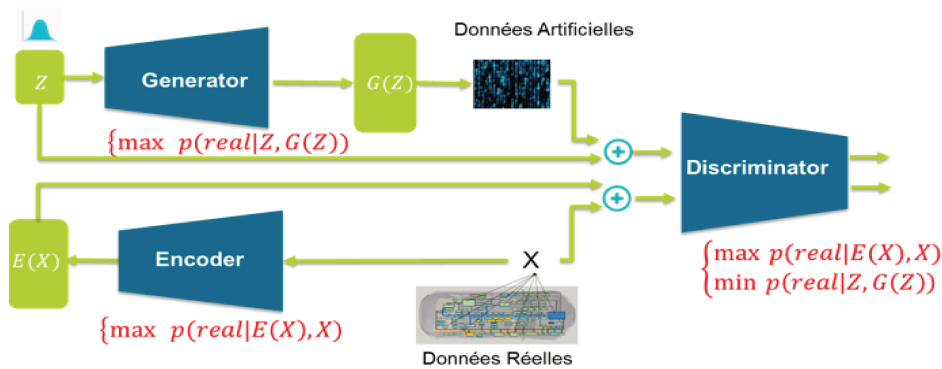 Données Artificielles
Z
Generator
G(Z)
{max p(real|Z, G(Z))
+
Discriminator
+
E(X)
Encoder
X
{max p(real|E(X), X)
{max p(real|E(X), X)
min p(real|Z, G(Z))
Données Réelles